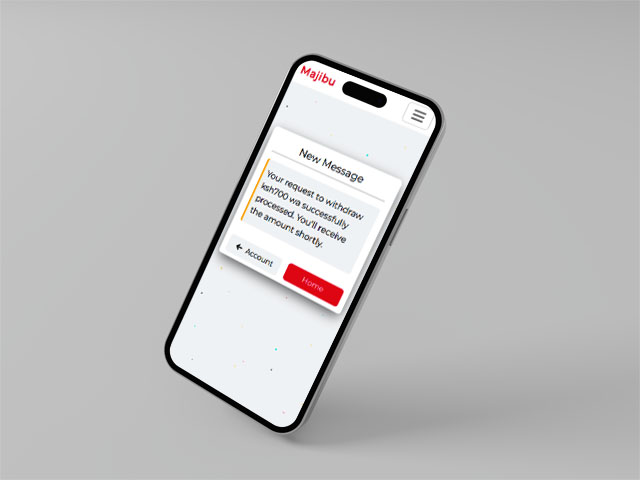 Majibu
New Message
Your request to withdraw
ksh700 wa successfully
processed. You'll receive
the amount shortly.
Account
Home